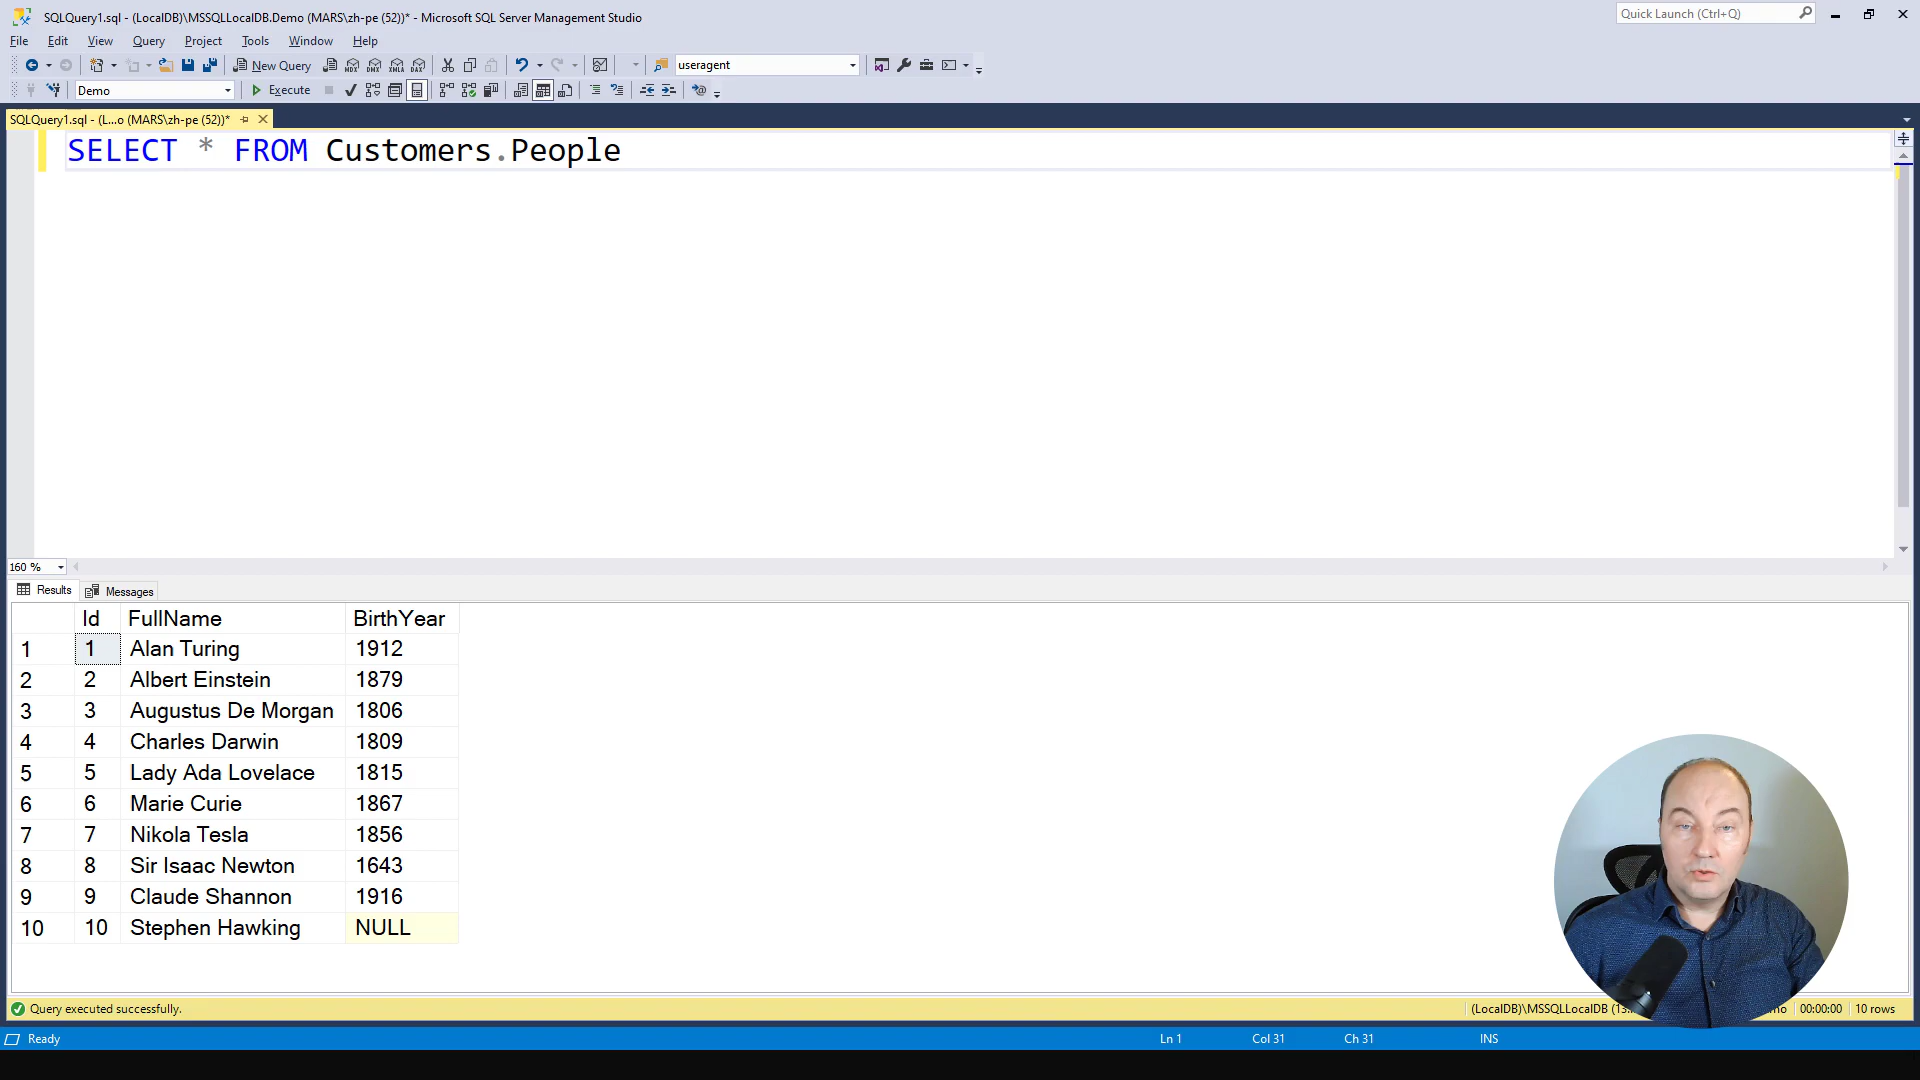 SQLQuery1.sql - (LocalDB)\MSSQLLocalDB.Demo (MARS\zh-pe (52))* - Microsoft SQL Server Management Studio
Quick Launch (Ctrl+Q)
File Edit View Query Project Tools Window Help
New Query
useragent
Demo
Execute
SQLQuery1.sql - (L...o (MARS\zh-pe (52))*
SELECT * FROM Customers.People
160 %
Results Messages
Id FullName BirthYear
1 1 Alan Turing 1912
2 2 Albert Einstein 1879
3 3 Augustus De Morgan 1806
4 4 Charles Darwin 1809
5 5 Lady Ada Lovelace 1815
6 6 Marie Curie 1867
7 7 Nikola Tesla 1856
8 8 Sir Isaac Newton 1643
9 9 Claude Shannon 1916
10 10 Stephen Hawking NULL
Query executed successfully.
(LocalDB)\MSSQLLocalDB 00:00:00 10 rows
Ready Ln 1 Col 31 Ch 31 INS